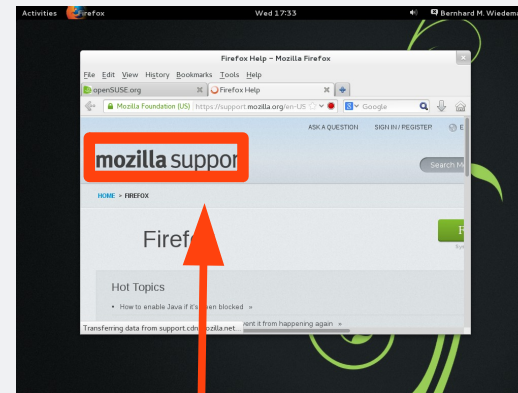 Activities Firefox Wed 17:33 Bernhard M. Wiedema
Firefox Help - Mozilla Firefox
File Edit View History Bookmarks Tools Help
openSUSE.org Firefox Help
Mozilla Foundation (US) https://support.mozilla.org/en-US Google
ASK A QUESTION SIGN IN / REGISTER E
mozilla suppor
Search M
HOME > FIREFOX
Firef
F
Hot Topics
• How to enable Java if it's been blocked »
vent it from happening again »
Transferring data from support.cdn.mozilla.net...